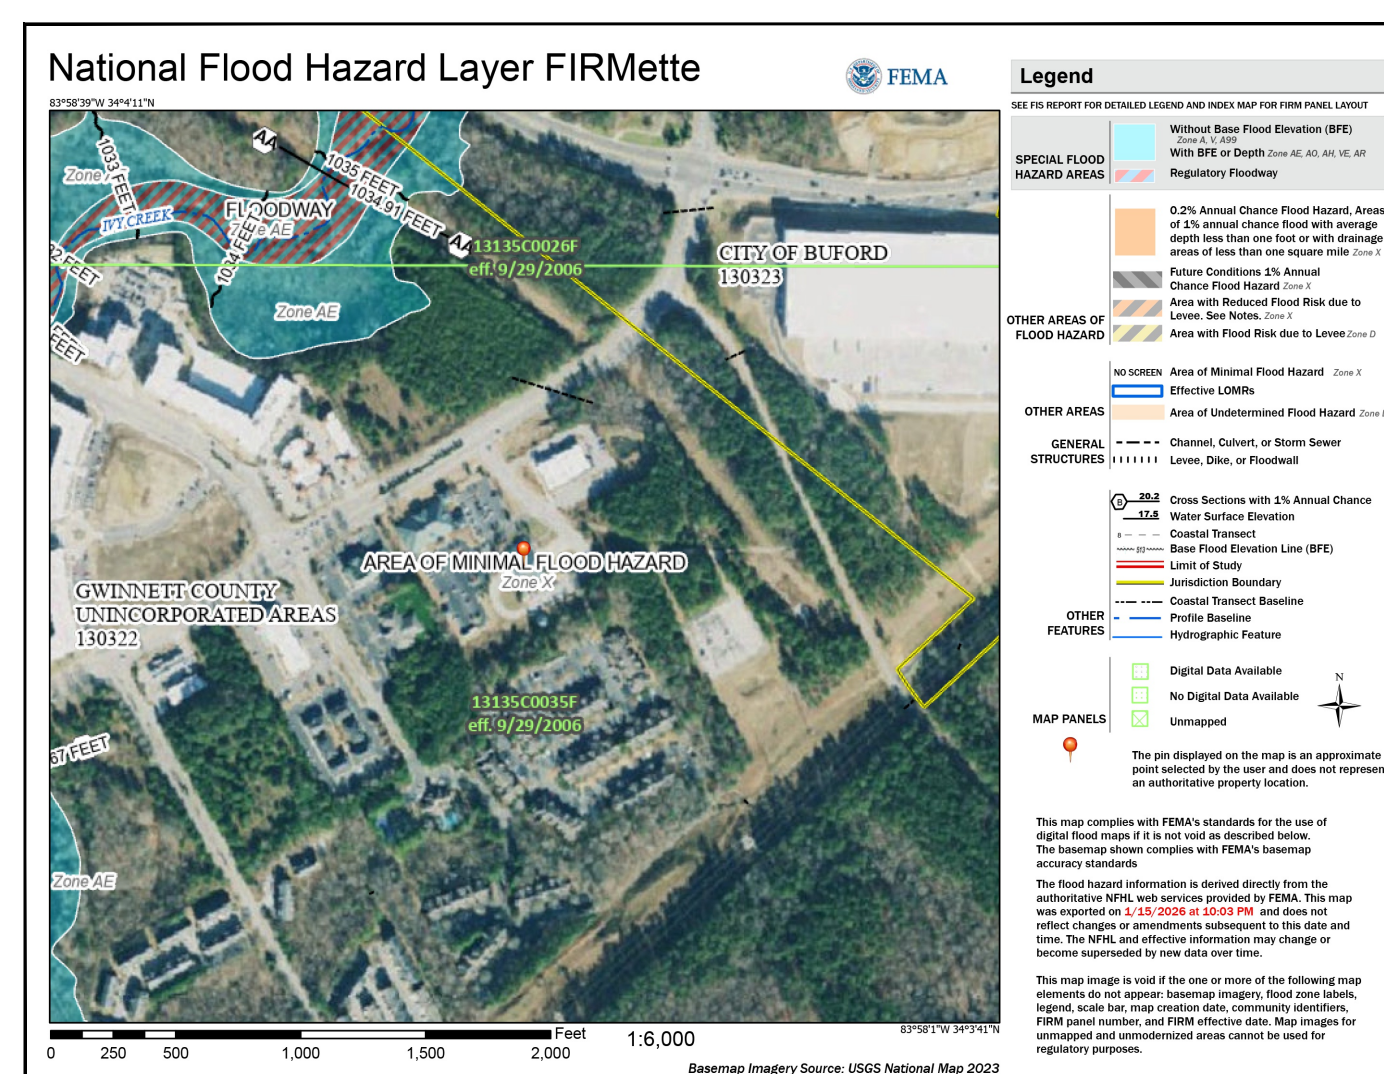 National Flood Hazard Layer FIRMette
FEMA
83°58'39"W 34°4'11"N
AA
1033 FEET
1035 FEET
1034.91 FEET
AA
Zone
IVY CREEK
FLOODWAY
Zone AE
1034 FEET
2 FEET
FEET
Zone AE
13135C0026F
eff. 9/29/2006
CITY OF BUFORD
130323
AREA OF MINIMAL FLOOD HAZARD
Zone X
GWINNETT COUNTY
UNINCORPORATED AREAS
130322
13135C0035F
eff. 9/29/2006
67 FEET
Zone AE
0 250 500 1,000 1,500 2,000
Feet
1:6,000
83°58'1"W 34°3'41"N
Basemap Imagery Source: USGS National Map 2023
Legend
SEE FIS REPORT FOR DETAILED LEGEND AND INDEX MAP FOR FIRM PANEL LAYOUT
SPECIAL FLOOD
HAZARD AREAS
Without Base Flood Elevation (BFE)
Zone A, V, A99
With BFE or Depth Zone AE, AO, AH, VE, AR
Regulatory Floodway
OTHER AREAS OF
FLOOD HAZARD
0.2% Annual Chance Flood Hazard, Areas
of 1% annual chance flood with average
depth less than one foot or with drainage
areas of less than one square mile Zone X
Future Conditions 1% Annual
Chance Flood Hazard Zone X
Area with Reduced Flood Risk due to
Levee. See Notes. Zone X
Area with Flood Risk due to Levee Zone D
OTHER AREAS
NO SCREEN Area of Minimal Flood Hazard Zone X
Effective LOMRs
Area of Undetermined Flood Hazard Zone
GENERAL
STRUCTURES
Channel, Culvert, or Storm Sewer
Levee, Dike, or Floodwall
OTHER
FEATURES
B 20.2 Cross Sections with 1% Annual Chance
17.5 Water Surface Elevation
8 Coastal Transect
513 Base Flood Elevation Line (BFE)
Limit of Study
Jurisdiction Boundary
Coastal Transect Baseline
Profile Baseline
Hydrographic Feature
MAP PANELS
Digital Data Available
No Digital Data Available
Unmapped
N
The pin displayed on the map is an approximate
point selected by the user and does not represen
an authoritative property location.
This map complies with FEMA's standards for the use of
digital flood maps if it is not void as described below.
The basemap shown complies with FEMA's basemap
accuracy standards
The flood hazard information is derived directly from the
authoritative NFHL web services provided by FEMA. This map
was exported on 1/15/2026 at 10:03 PM and does not
reflect changes or amendments subsequent to this date and
time. The NFHL and effective information may change or
become superseded by new data over time.
This map image is void if the one or more of the following map
elements do not appear: basemap imagery, flood zone labels,
legend, scale bar, map creation date, community identifiers,
FIRM panel number, and FIRM effective date. Map images for
unmapped and unmodernized areas cannot be used for
regulatory purposes.